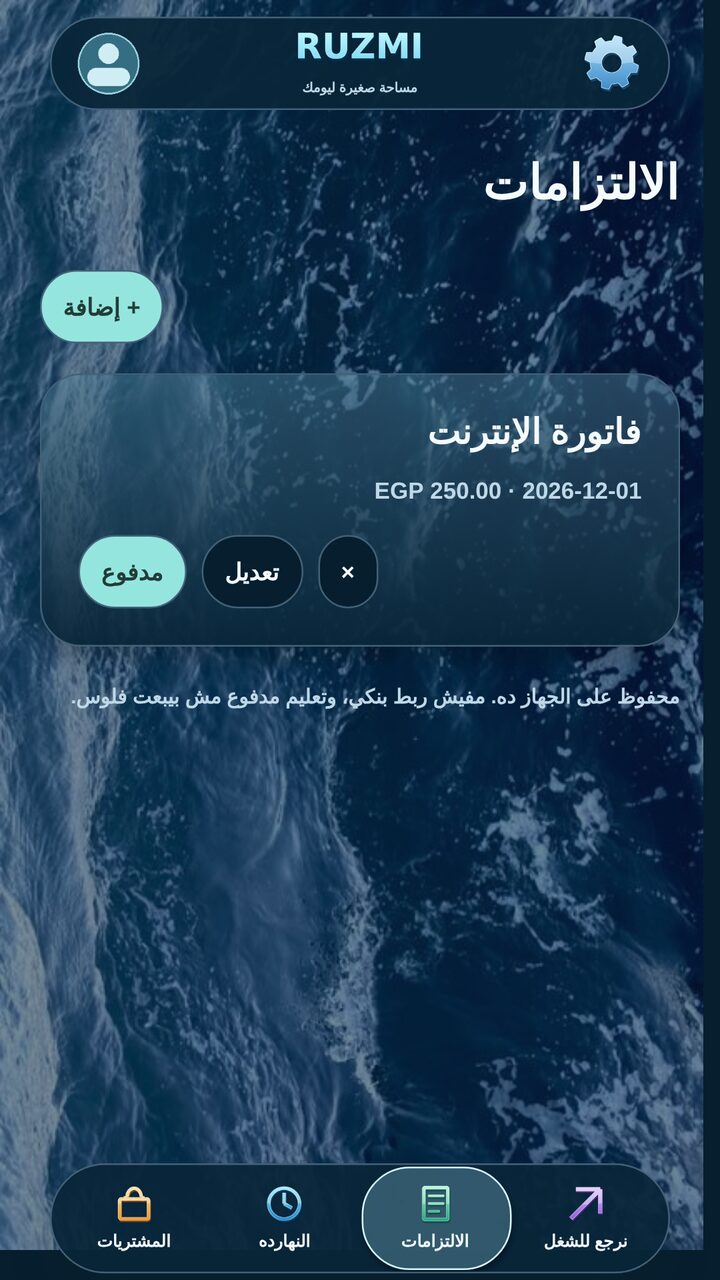 RUZMI
مساحة صغيرة ليومك
الالتزامات
+ إضافة
فاتورة الإنترنت
EGP 250.00 · 2026-12-01
× تعديل مدفوع
محفوظ على الجهاز ده. مفيش ربط بنكي، وتعليم مدفوع مش بيبعت فلوس.
نرجع للشغل الالتزامات النهارده المشتريات